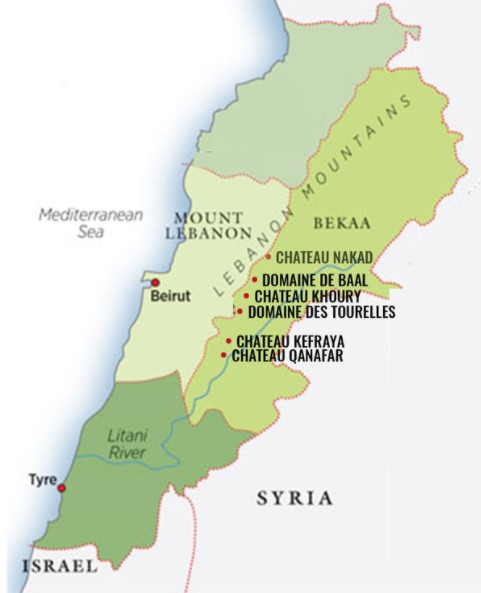 LEBANON MOUNTAINS
Mediterranean
Sea
MOUNT
LEBANON
BEKAA
CHATEAU NAKAD
DOMAINE DE BAAL
Beirut
CHATEAU KHOURY
DOMAINE DES TOURELLES
CHATEAU KEFRAYA
CHATEAU QANAFAR
Litani
River
Tyre
SYRIA
ISRAEL